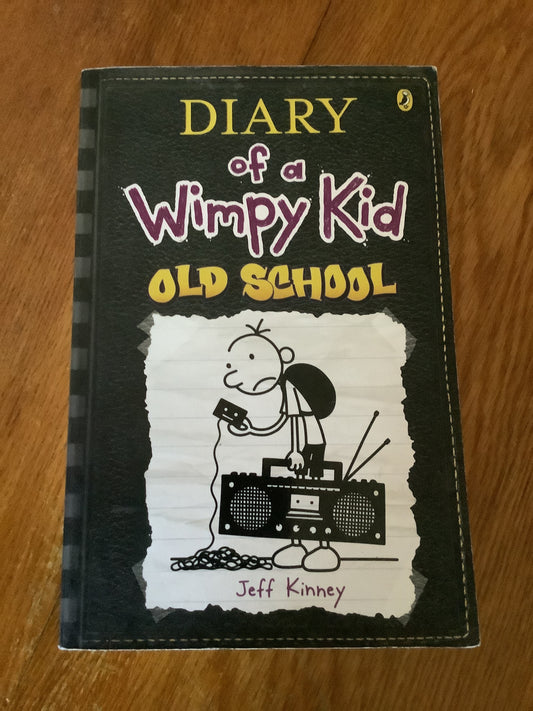 DIARY
of a
Wimpy Kid
OLD SCHOOL
Jeff Kinney